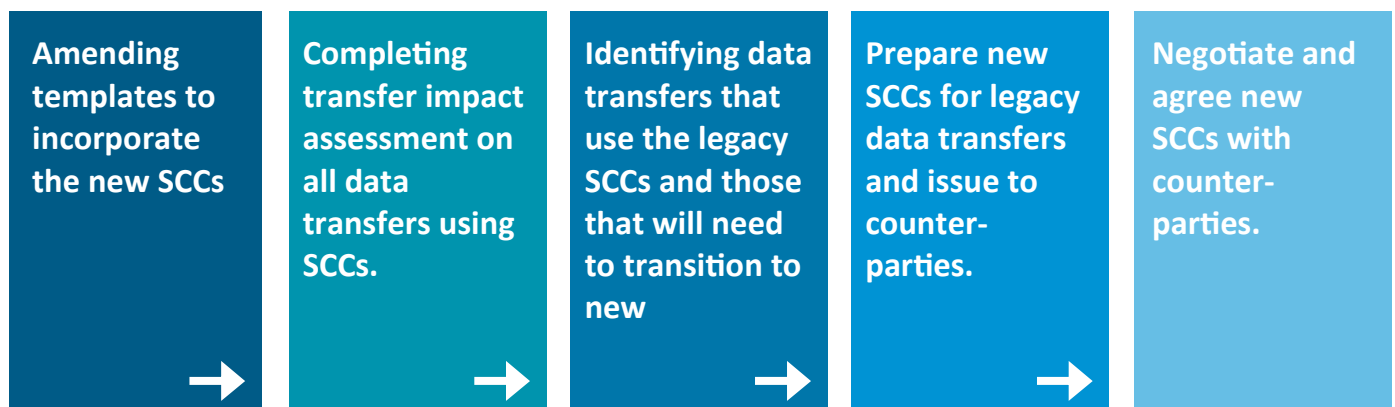 Amending
templates to
incorporate
the new SCCs
Completing
transfer impact
assessment on
all data
transfers using
SCCs.
Identifying data
transfers that
use the legacy
SCCs and those
that will need
to transition to
new
Prepare new
SCCs for legacy
data transfers
and issue to
counter-
parties.
Negotiate and
agree new
SCCs with
counter-
parties.